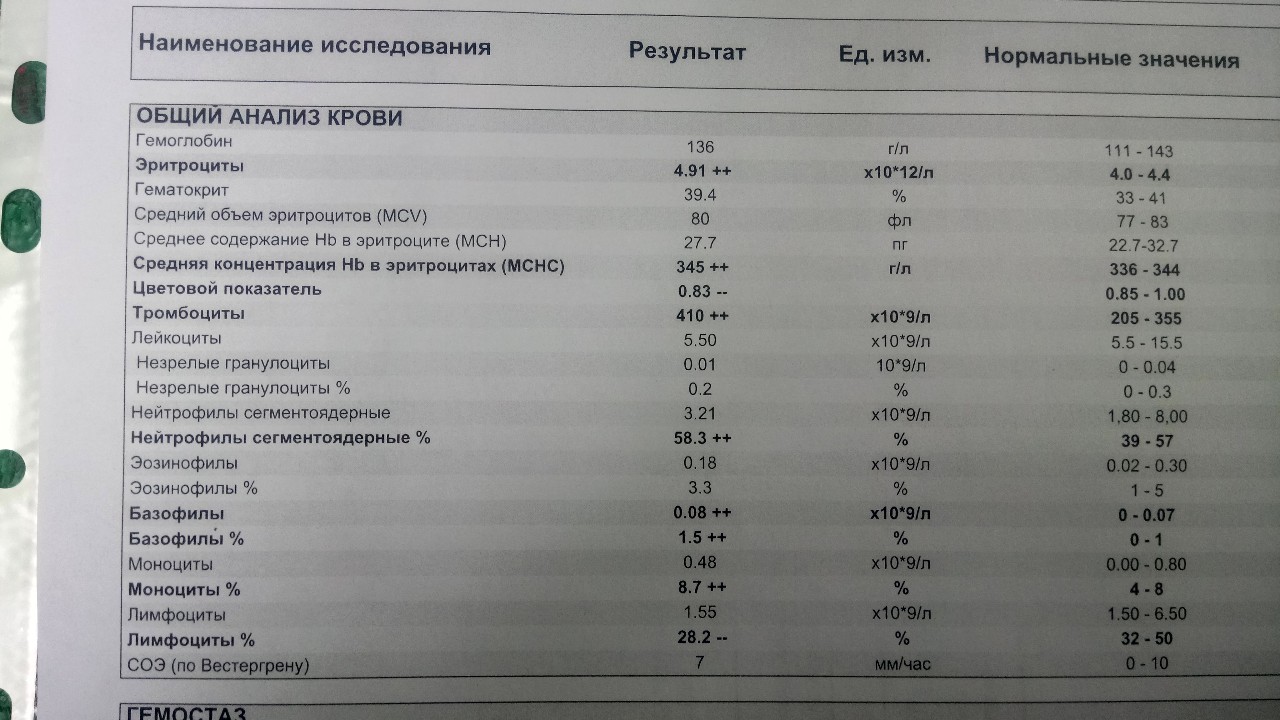 Наименование исследования Результат Ед. изм. Нормальные значения
ОБЩИЙ АНАЛИЗ КРОВИ
Гемоглобин 136 г/л 111 - 143
Эритроциты 4.91 ++ x10*12/л 4.0 - 4.4
Гематокрит 39.4 % 33 - 41
Средний объем эритроцитов (MCV) 80 фл 77 - 83
Среднее содержание Hb в эритроците (MCH) 27.7 пг 22.7-32.7
Средняя концентрация Hb в эритроцитах (MCHC) 345 ++ г/л 336 - 344
Цветовой показатель 0.83 -- 0.85 - 1.00
Тромбоциты 410 ++ x10*9/л 205 - 355
Лейкоциты 5.50 x10*9/л 5.5 - 15.5
Незрелые гранулоциты 0.01 10*9/л 0 - 0.04
Незрелые гранулоциты % 0.2 % 0 - 0.3
Нейтрофилы сегментоядерные 3.21 x10*9/л 1,80 - 8,00
Нейтрофилы сегментоядерные % 58.3 ++ % 39 - 57
Эозинофилы 0.18 x10*9/л 0.02 - 0.30
Эозинофилы % 3.3 % 1 - 5
Базофилы 0.08 ++ x10*9/л 0 - 0.07
Базофилы % 1.5 ++ % 0 - 1
Моноциты 0.48 x10*9/л 0.00 - 0.80
Моноциты % 8.7 ++ % 4 - 8
Лимфоциты 1.55 x10*9/л 1.50 - 6.50
Лимфоциты % 28.2 -- % 32 - 50
СОЭ (по Вестергрену) 7 мм/час 0 - 10
ГЕМОСТАЗ